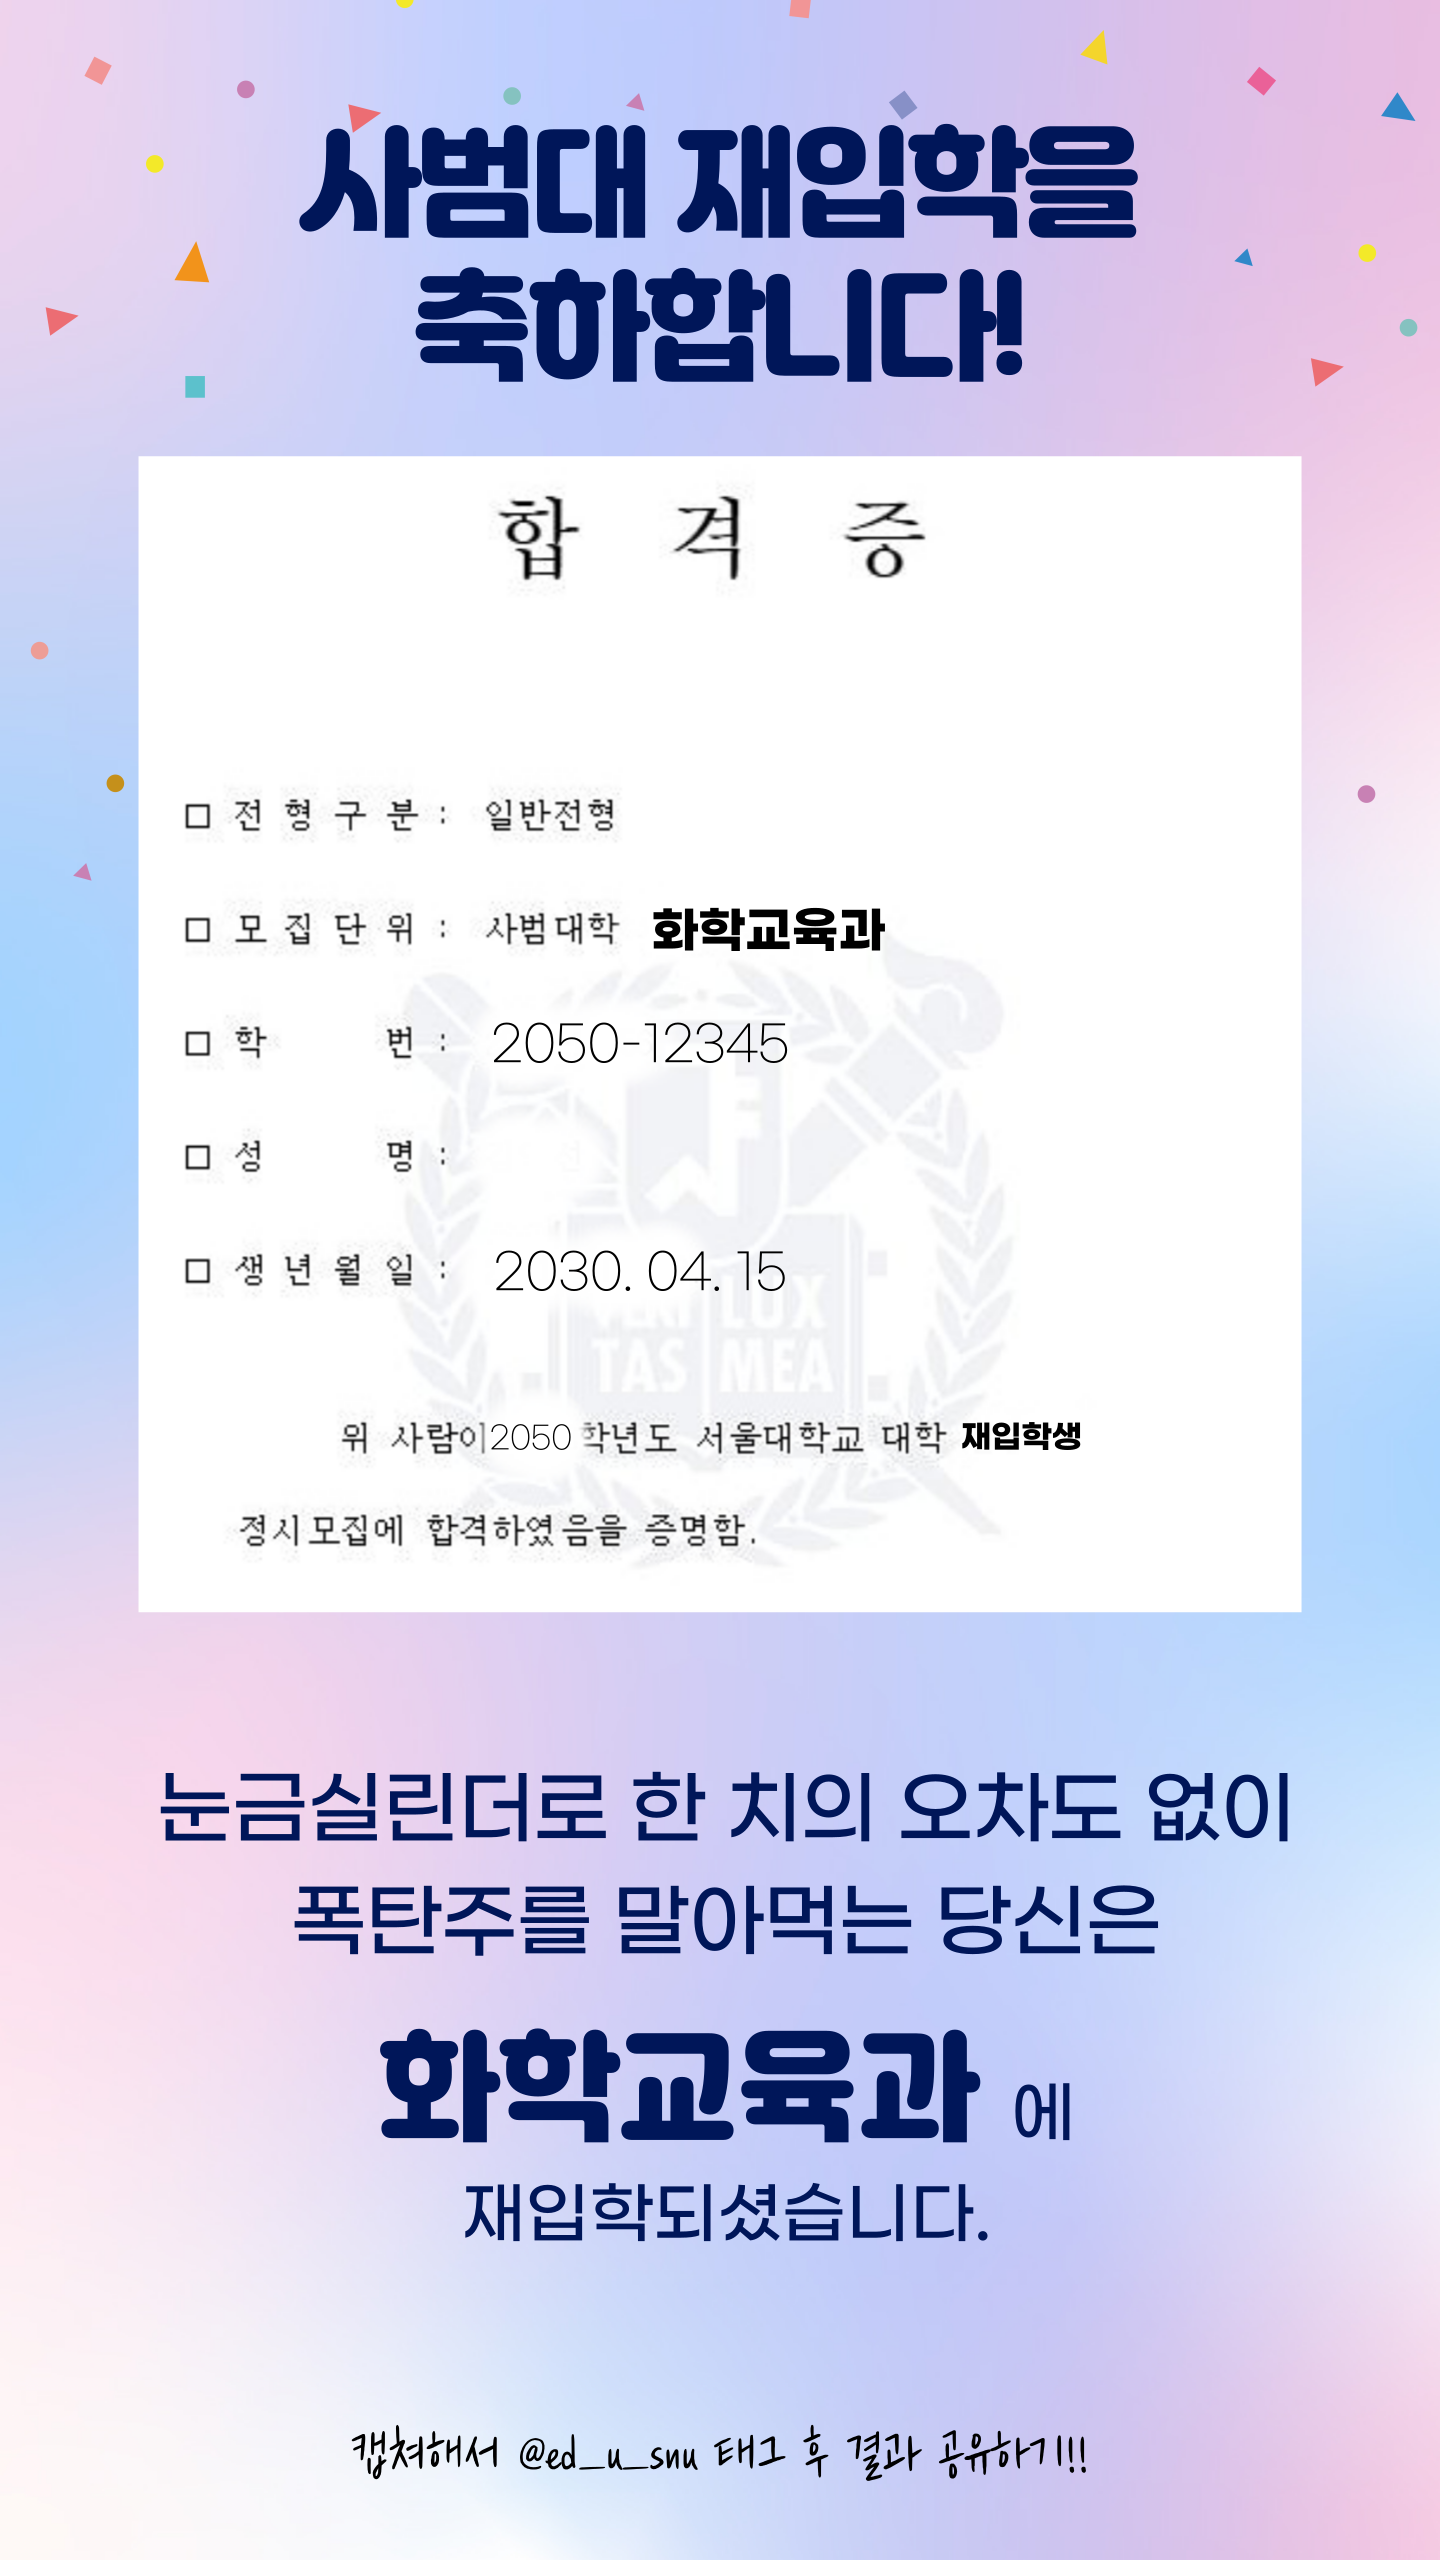 사범대 재입학을
축하합니다!
합 격 증
□ 전 형 구 분 : 일반전형
□ 모 집 단 위 : 사범대학 화학교육과
□ 학 번 : 2050-12345
□ 성 명 :
□ 생 년 월 일 : 2030. 04. 15
VERI LUX
TAS MEA
위 사람이2050 학년도 서울대학교 대학 재입학생
정시모집에 합격하였음을 증명함.
눈금실린더로 한 치의 오차도 없이
폭탄주를 말아먹는 당신은
화학교육과 에
재입학되셨습니다.
캡쳐해서 @ed_u_snu 태그 후 결과 공유하기!!!